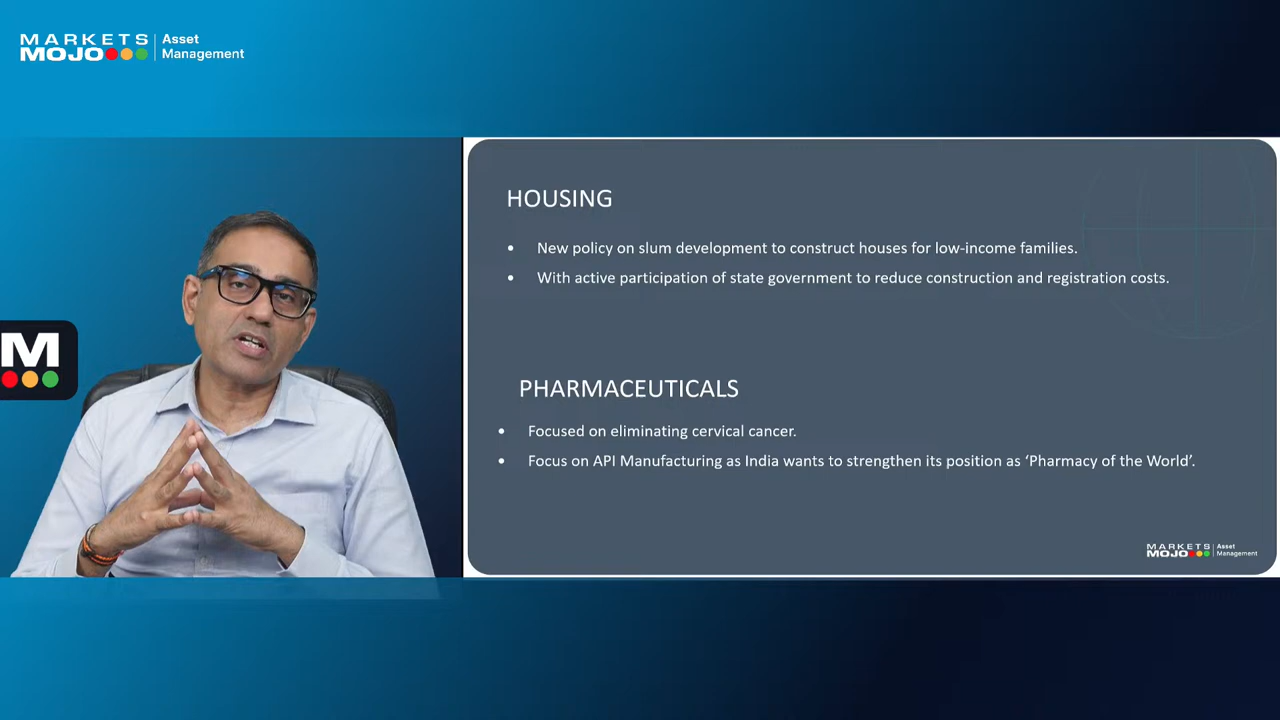 MARKETS
MOJO
Asset
Management
M
HOUSING
• New policy on slum development to construct houses for low-income families.
• With active participation of state government to reduce construction and registration costs.
PHARMACEUTICALS
• Focused on eliminating cervical cancer.
• Focus on API Manufacturing as India wants to strengthen its position as ‘Pharmacy of the World’.
MARKETS
MOJO
Asset
Management